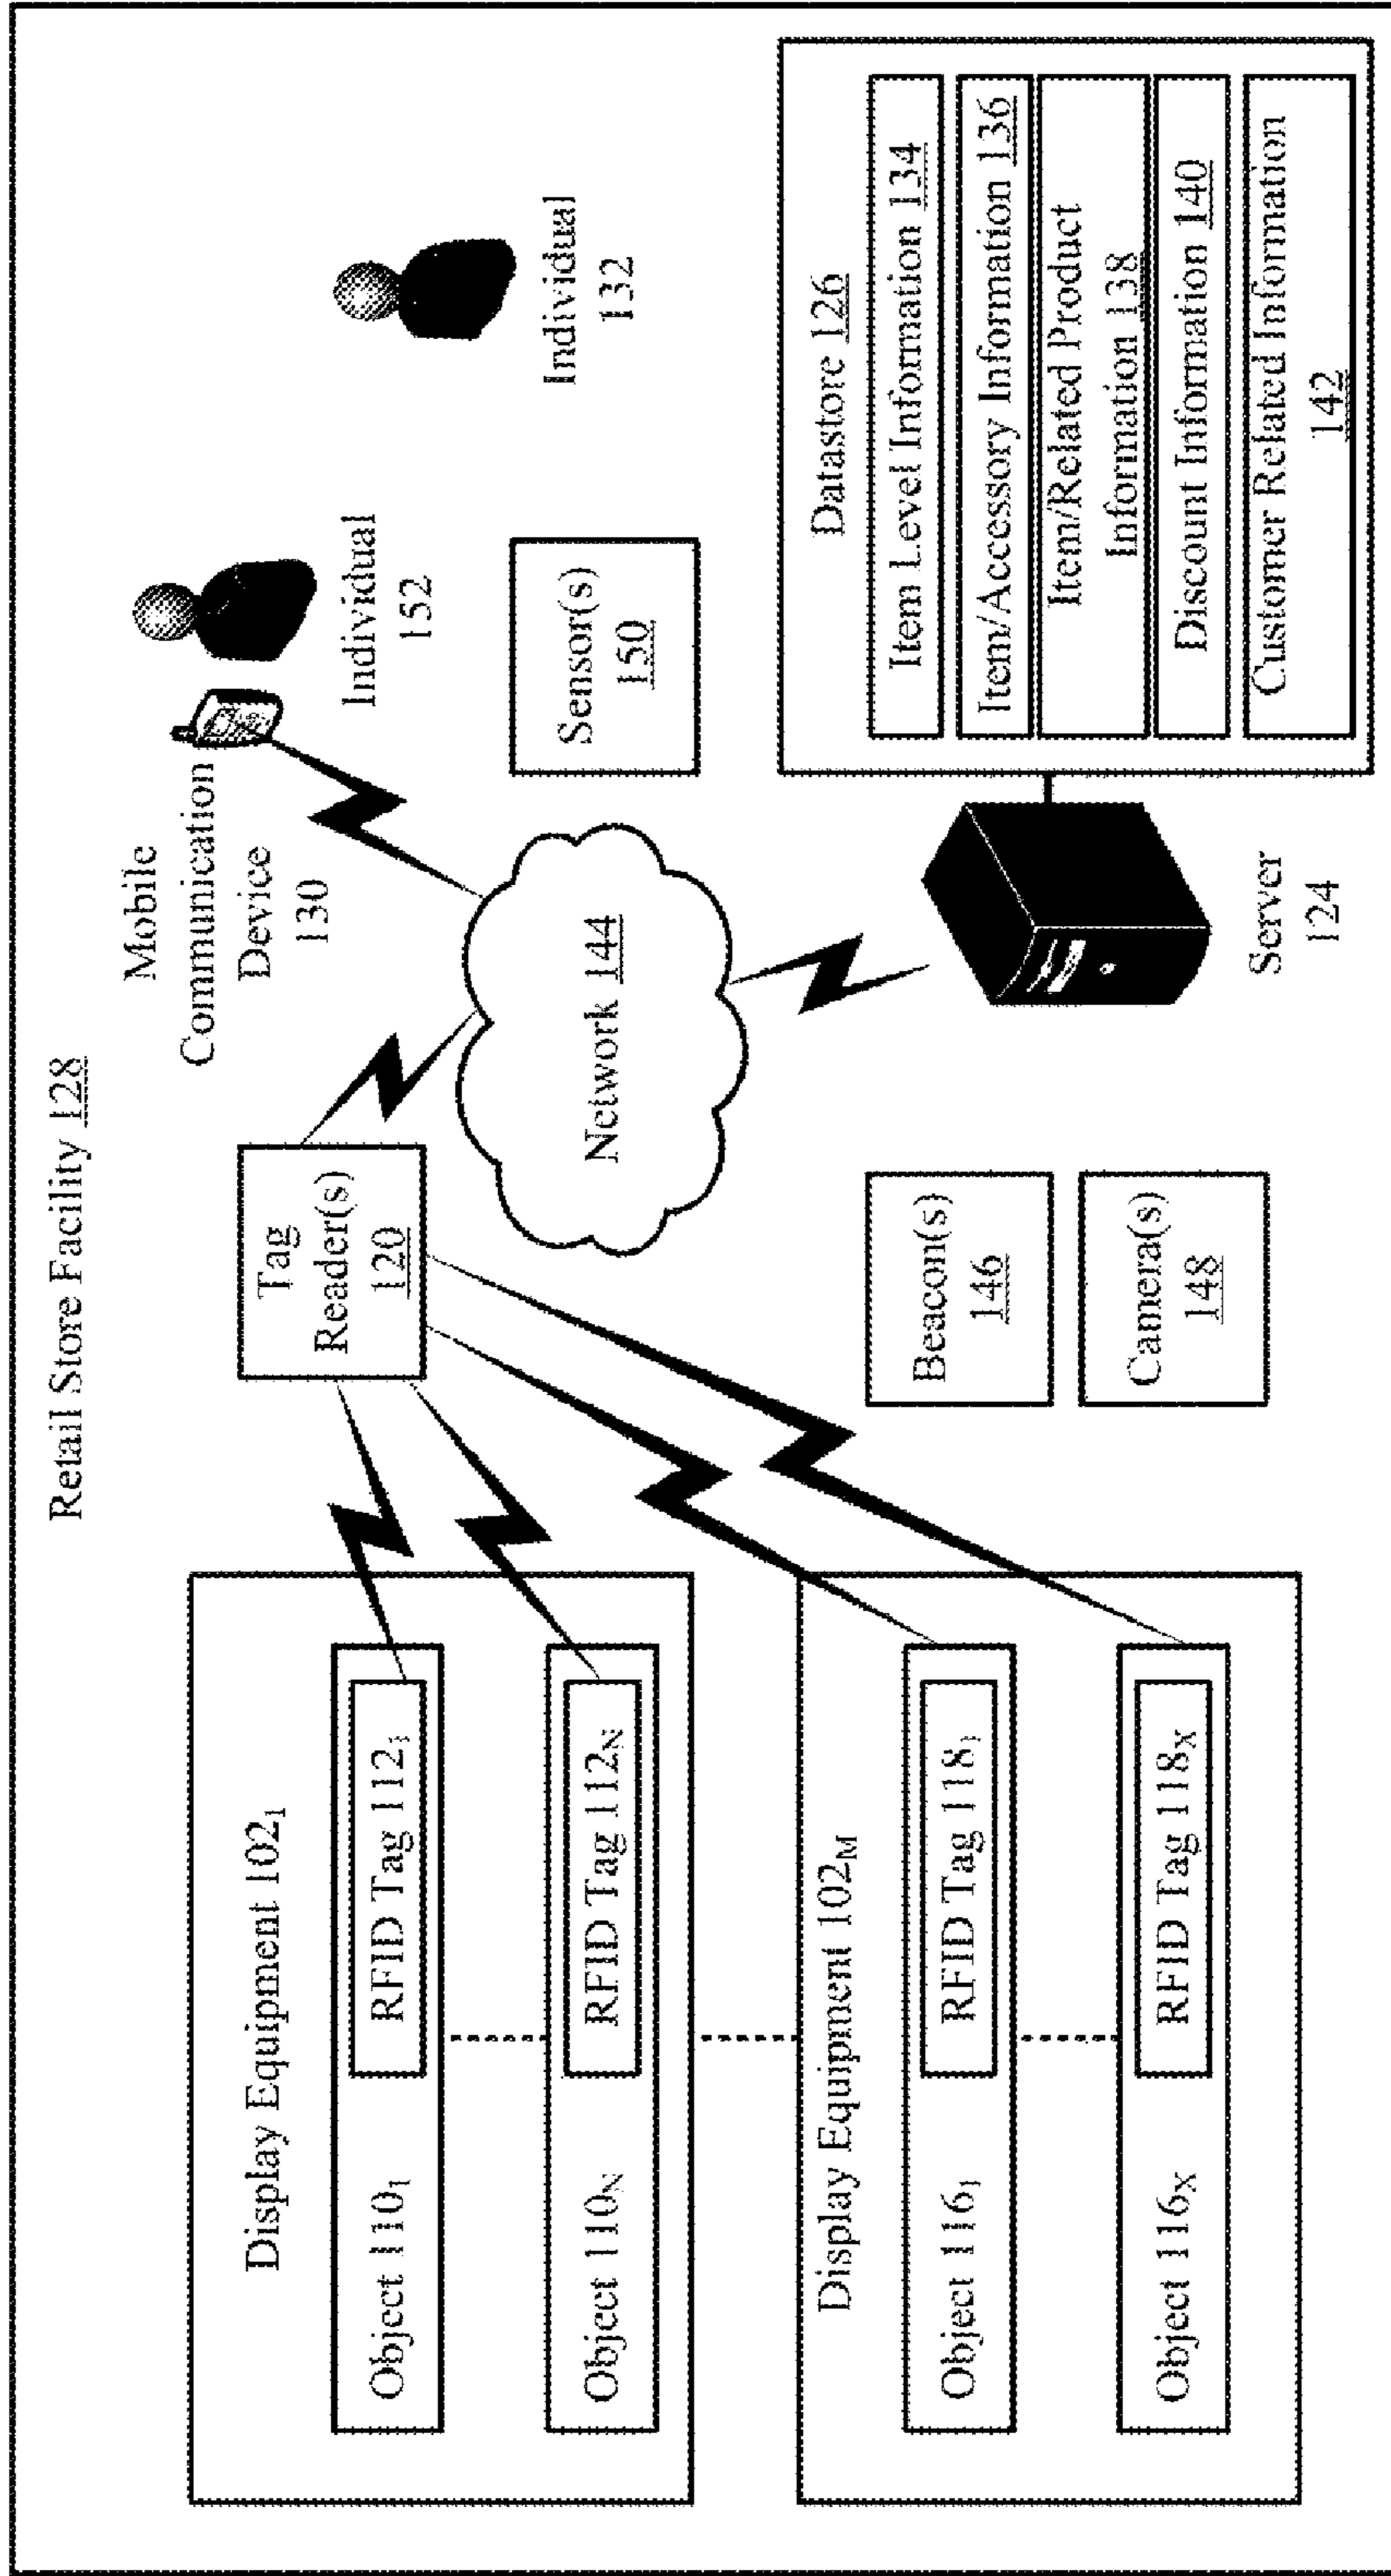 Retail Store Facility 128
Display Equipment 102₁
Object 110₁
RFID Tag 112₁
Object 110N
RFID Tag 112N
Display Equipment 102M
Object 116₁
RFID Tag 118₁
Object 116X
RFID Tag 118X
Tag
Reader(s)
120
Mobile
Communication
Device
130
Individual
152
Individual
132
Network 144
Sensor(s)
150
Beacon(s)
146
Camera(s)
148
Server
124
Datastore 126
Item Level Information 134
Item/Accessory Information 136
Item/Related Product
Information 138
Discount Information 140
Customer Related Information
142